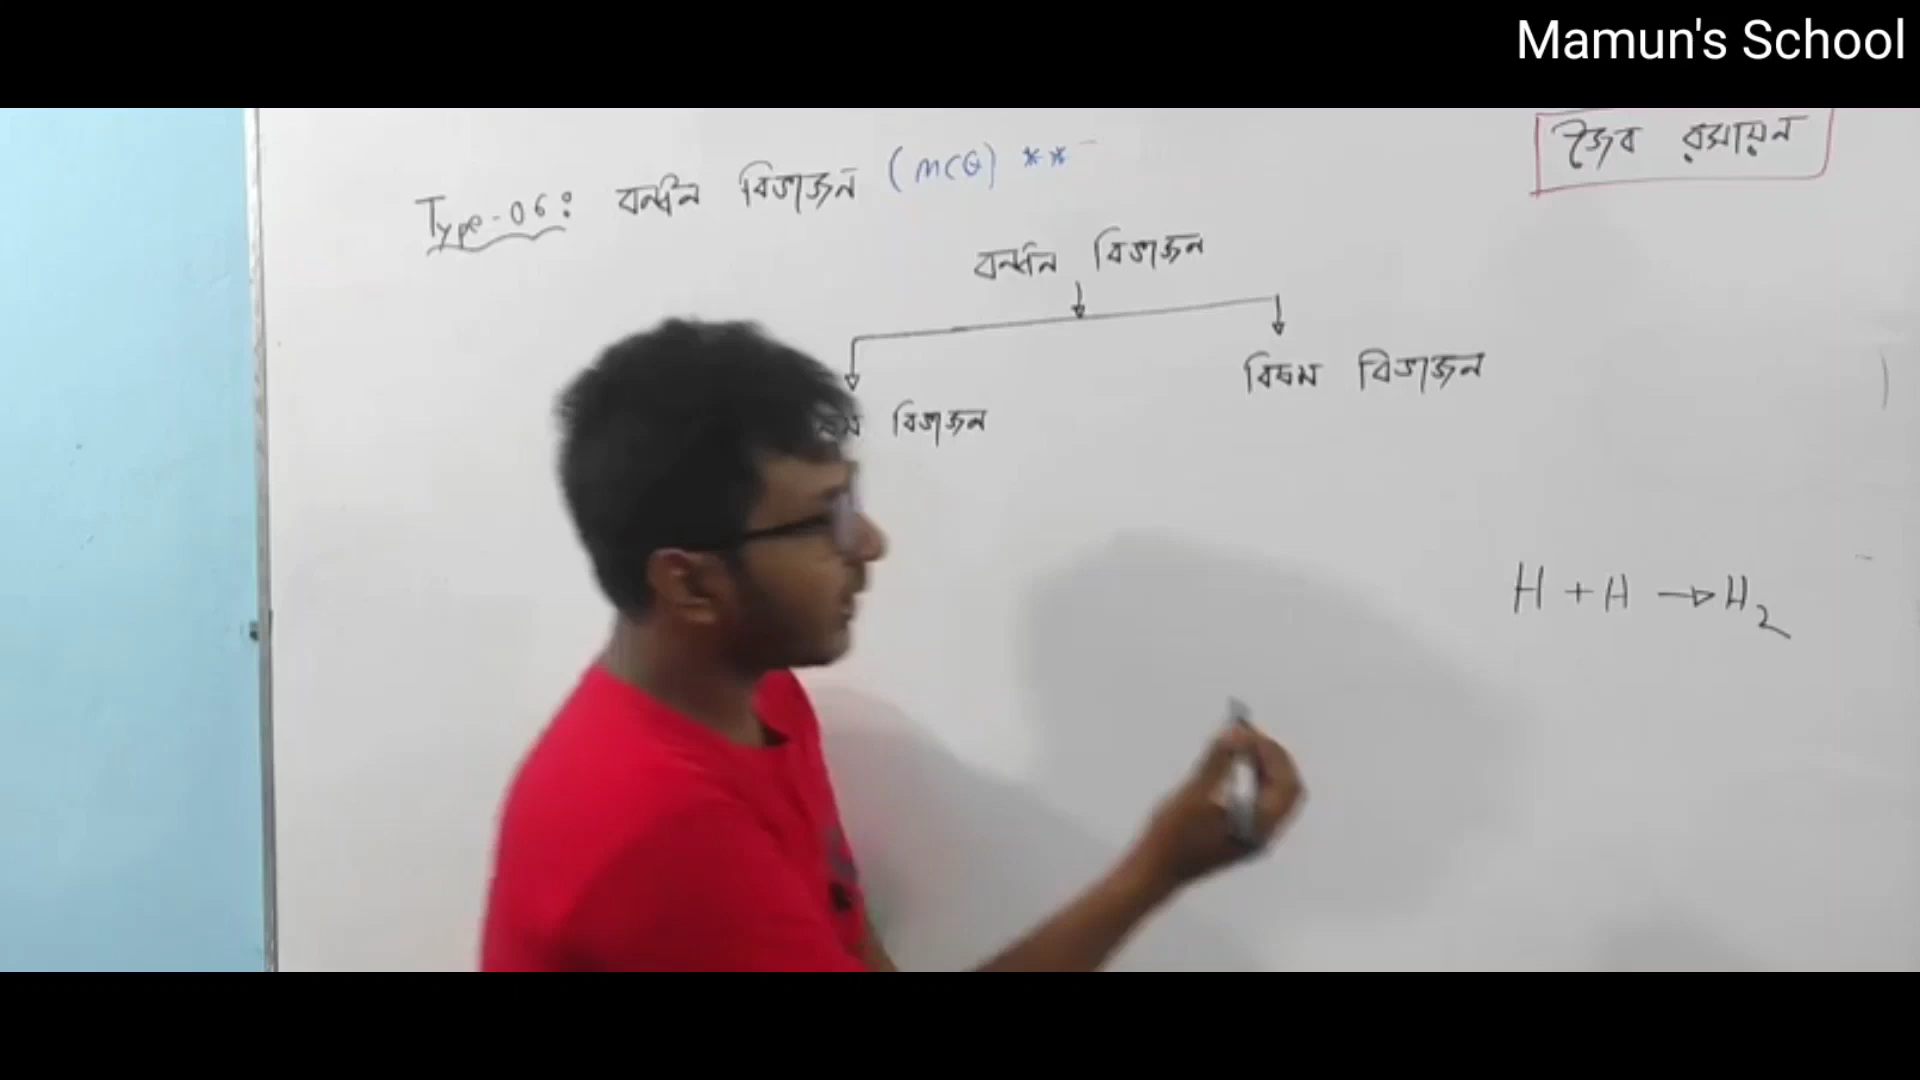 Mamun's School
জৈব রসায়ন
Type-06: বন্ধন বিভাজন (MCQ) **
বন্ধন বিভাজন
বিষম বিভাজন
বিভাজন
H + H → H2